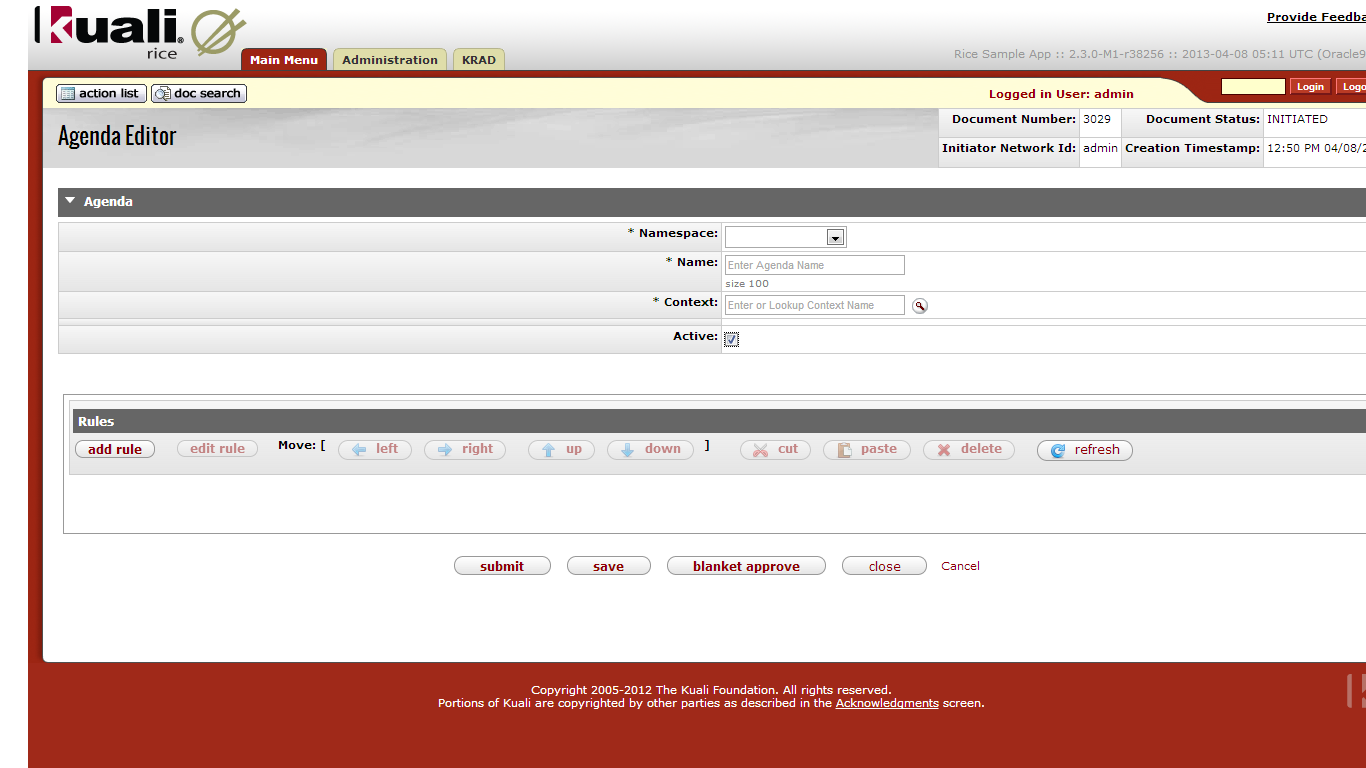 Kuali
rice
Provide Feedba
Main Menu Administration KRAD
Rice Sample App :: 2.3.0-M1-r38256 :: 2013-04-08 05:11 UTC (Oracle9
action list doc search Logged in User: admin Login Logo
Agenda Editor
Document Number: 3029 Document Status: INITIATED
Initiator Network Id: admin Creation Timestamp: 12:50 PM 04/08/2
Agenda
* Namespace:
* Name: Enter Agenda Name
size 100
* Context: Enter or Lookup Context Name
Active:
Rules
add rule edit rule Move: [ left right up down ] cut paste delete refresh
submit save blanket approve close Cancel
Copyright 2005-2012 The Kuali Foundation. All rights reserved.
Portions of Kuali are copyrighted by other parties as described in the Acknowledgments screen.